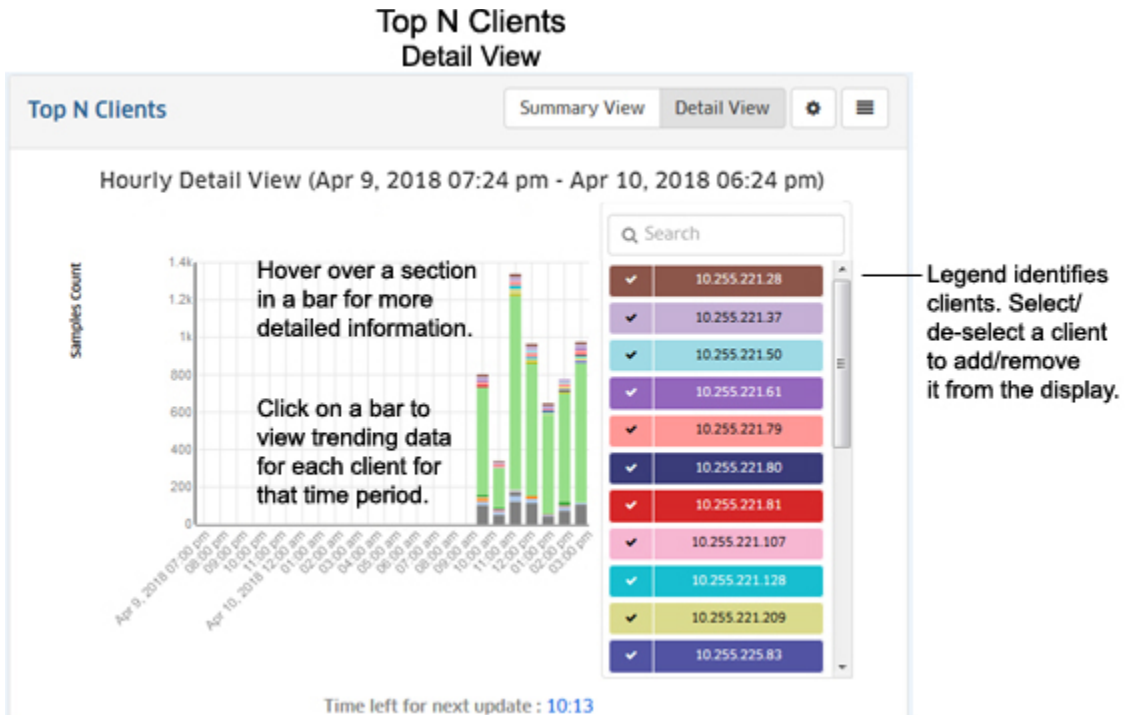 Top N Clients
Detail View
Top N Clients
Summary View
Detail View
Hourly Detail View (Apr 9, 2018 07:24 pm - Apr 10, 2018 06:24 pm)
Search
Samples Count
1.4k
1.2k
1k
800
600
400
200
0
Hover over a section
in a bar for more
detailed information.
Click on a bar to
view trending data
for each client for
that time period.
Apr 9, 2018 07:00 pm
08:00 pm
09:00 pm
10:00 pm
11:00 pm
Apr 10, 2018 12:00 am
01:00 am
02:00 am
03:00 am
04:00 am
05:00 am
06:00 am
07:00 am
08:00 am
09:00 am
10:00 am
11:00 am
12:00 pm
01:00 pm
02:00 pm
03:00 pm
10.255.221.28
10.255.221.37
10.255.221.50
10.255.221.61
10.255.221.79
10.255.221.80
10.255.221.81
10.255.221.107
10.255.221.128
10.255.221.209
10.255.225.83
Legend identifies
clients. Select/
de-select a client
to add/remove
it from the display.
Time left for next update : 10:13